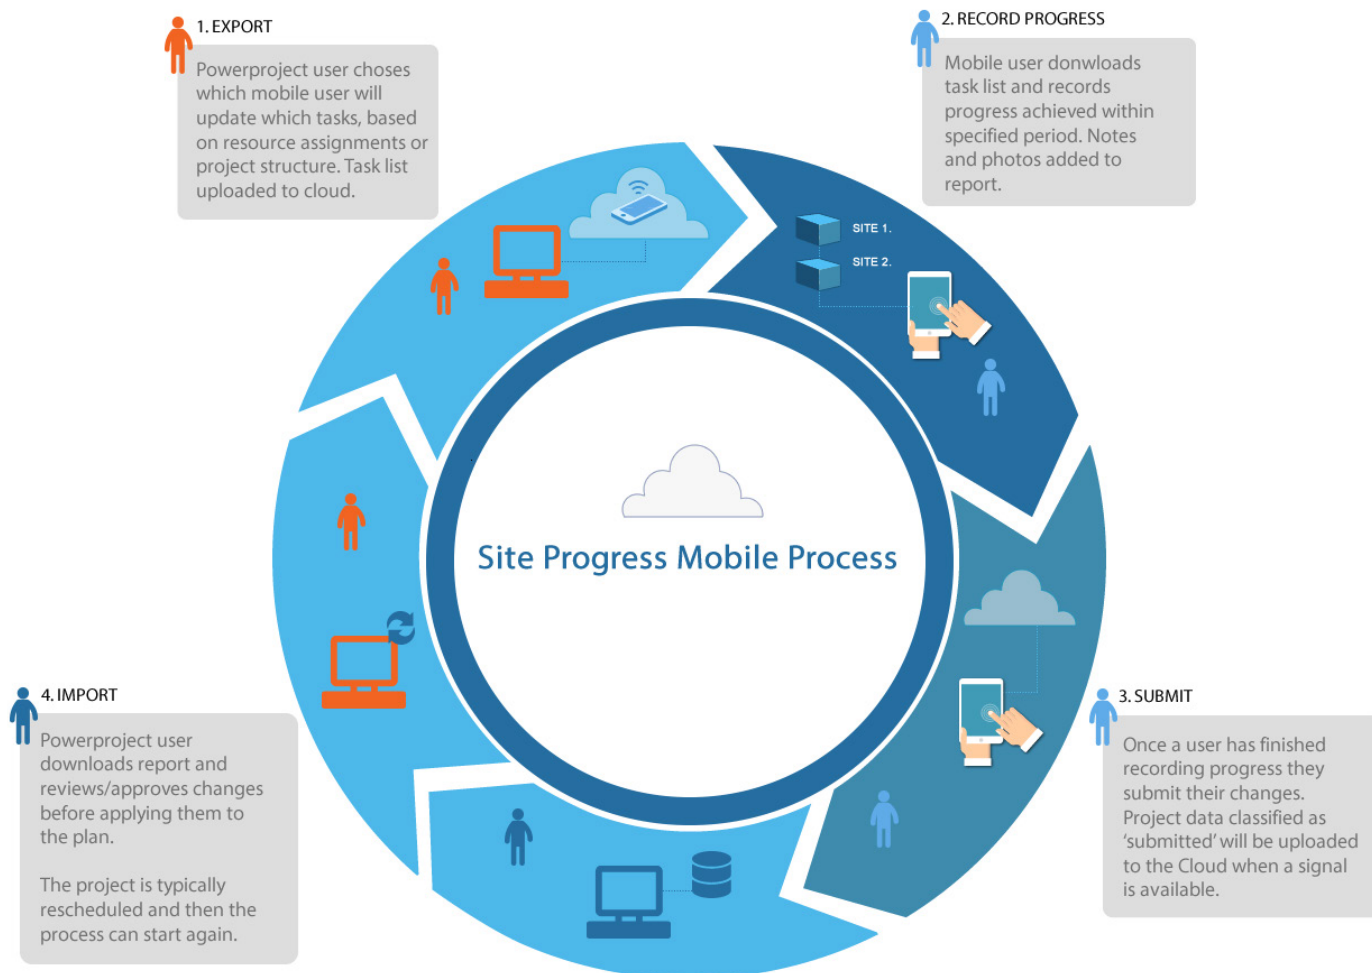 1. EXPORT
Powerproject user choses
which mobile user will
update which tasks, based
on resource assignments or
project structure. Task list
uploaded to cloud.
2. RECORD PROGRESS
Mobile user donwloads
task list and records
progress achieved within
specified period. Notes
and photos added to
report.
SITE 1.
SITE 2.
Site Progress Mobile Process
3. SUBMIT
Once a user has finished
recording progress they
submit their changes.
Project data classified as
‘submitted’ will be uploaded
to the Cloud when a signal
is available.
4. IMPORT
Powerproject user
downloads report and
reviews/approves changes
before applying them to
the plan.
The project is typically
rescheduled and then the
process can start again.